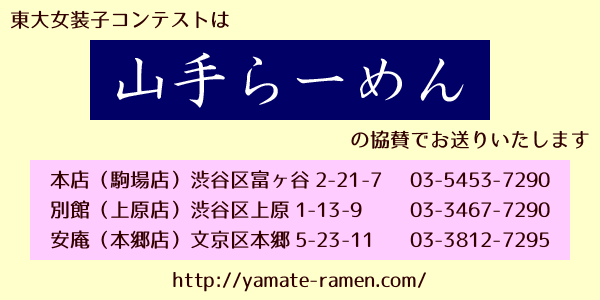 東大女装子コンテストは
山手らーめん
の協賛でお送りいたします
本店（駒場店）渋谷区富ヶ谷 2-21-7 03-5453-7290
別館（上原店）渋谷区上原 1-13-9 03-3467-7290
安庵（本郷店）文京区本郷 5-23-11 03-3812-7295
http://yamate-ramen.com/